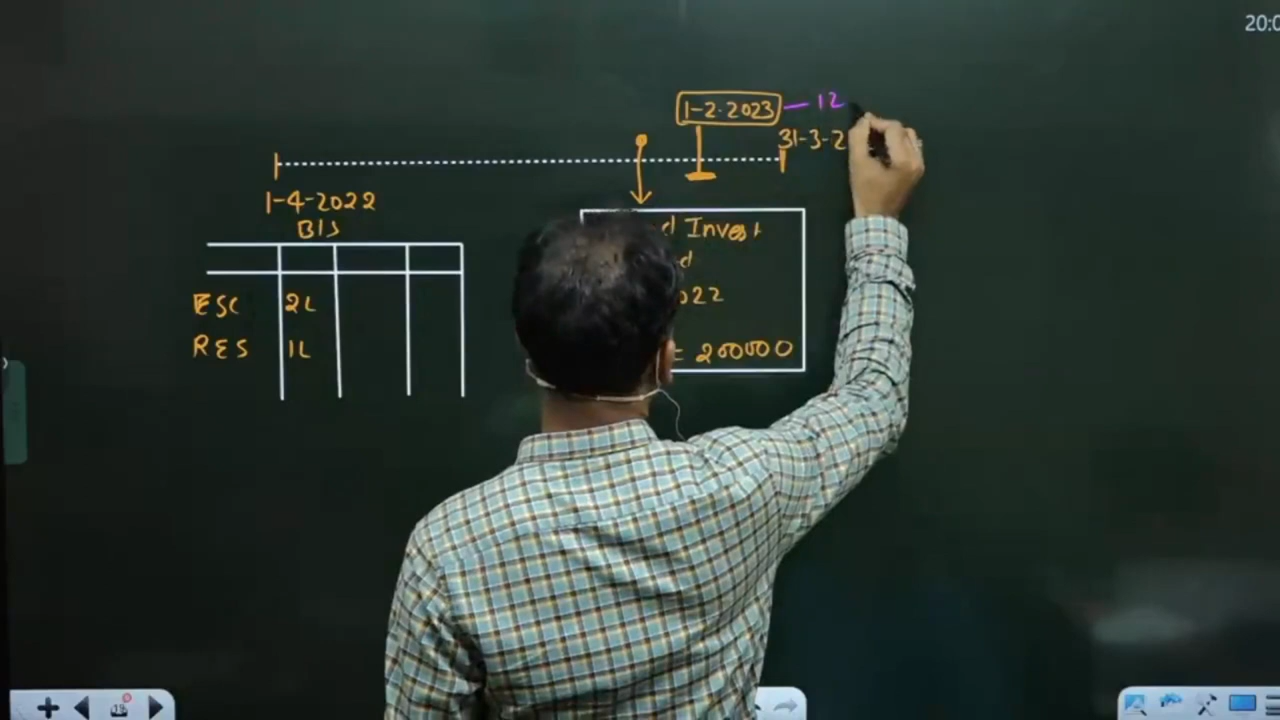 20:0
1-2-2023 — 12
31-3-2
1-4-2022
B/S
d Invest
d
022
ESC 2L
RES 1L
= 200000